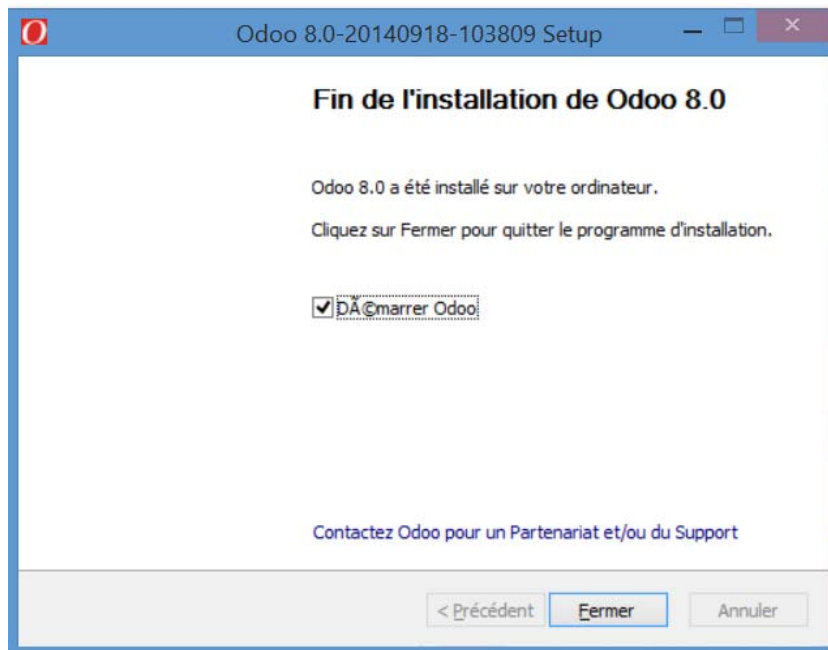 Odoo 8.0-20140918-103809 Setup
Fin de l'installation de Odoo 8.0
Odoo 8.0 a été installé sur votre ordinateur.
Cliquez sur Fermer pour quitter le programme d'installation.
DÃ©marrer Odoo
Contactez Odoo pour un Partenariat et/ou du Support
< Précédent Fermer Annuler